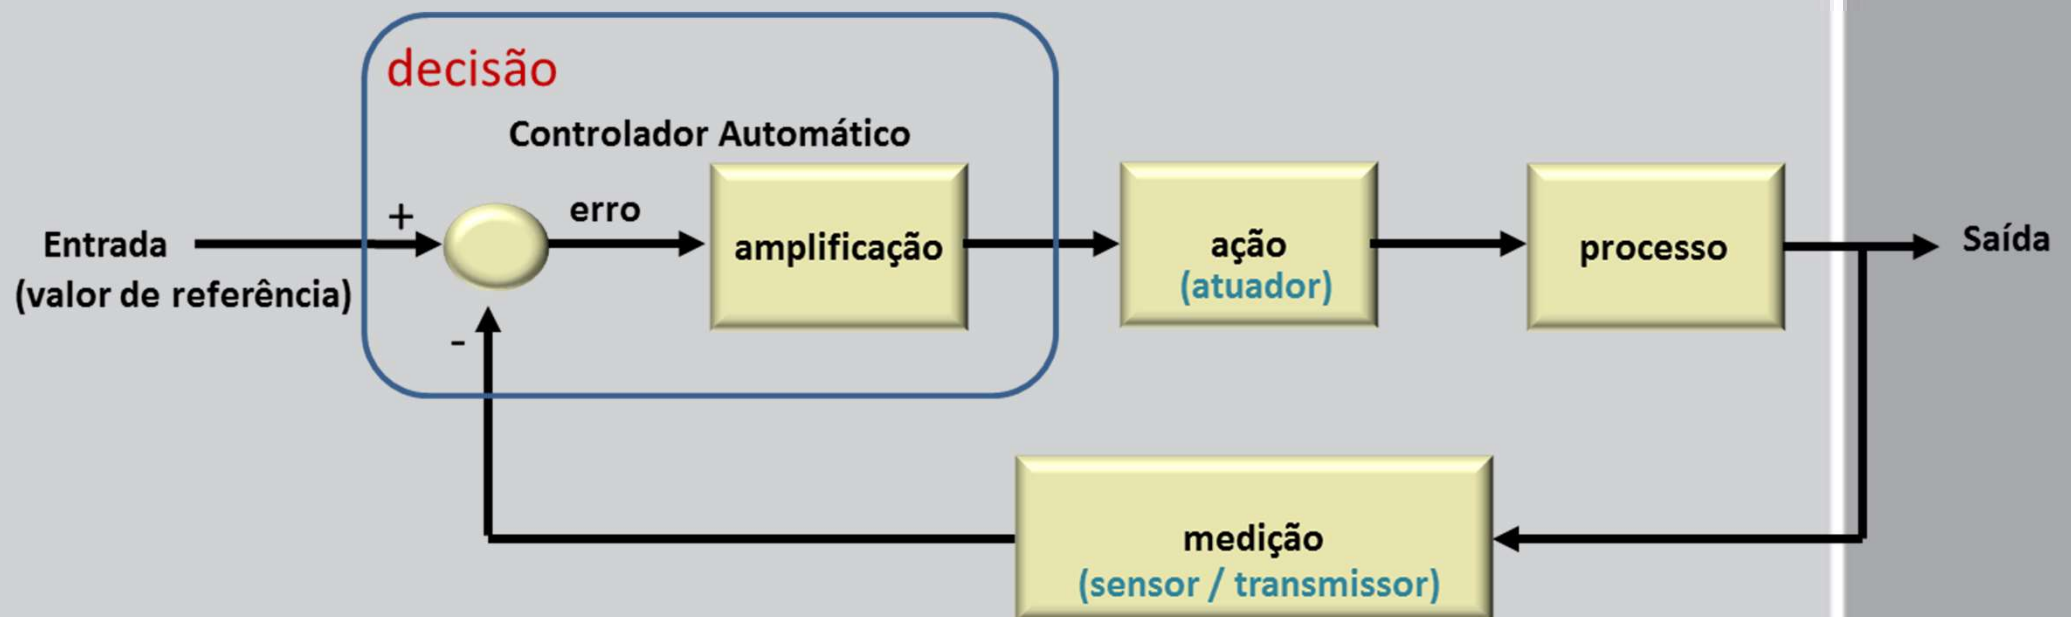 decisão
Controlador Automático
+
erro
Entrada
(valor de referência)
amplificação
ação
(atuador)
processo
Saída
-
medição
(sensor / transmissor)